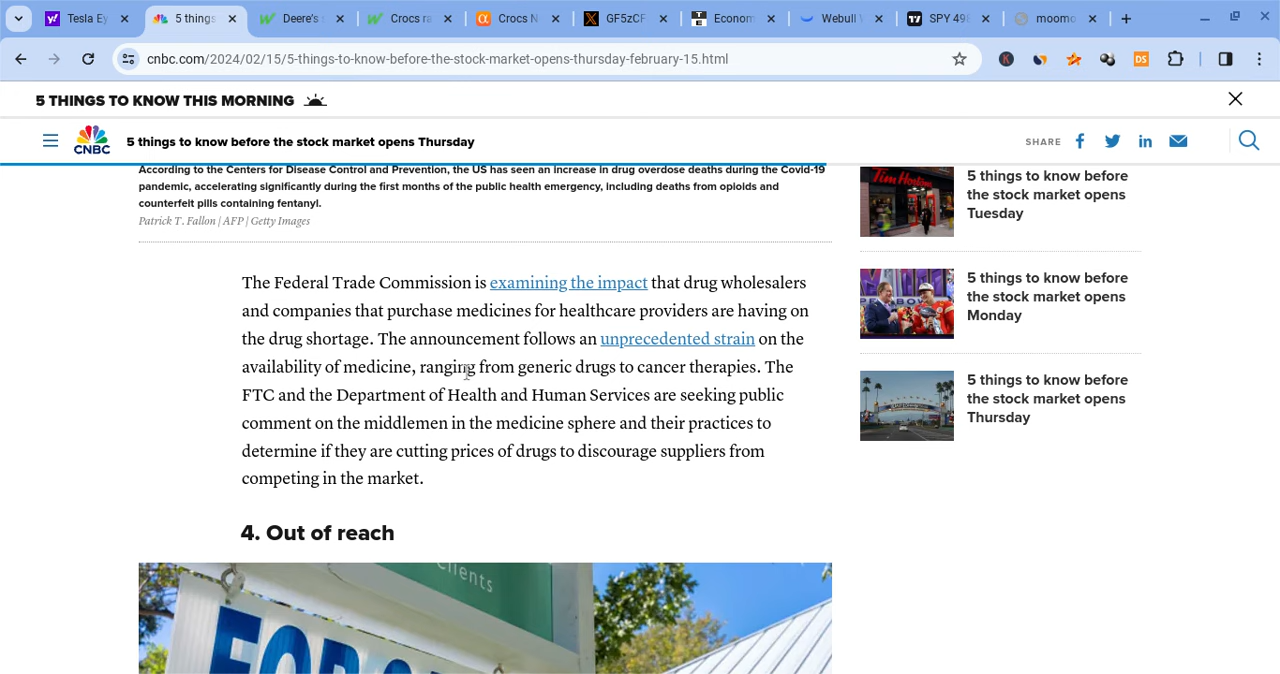 Tesla Ey
5 things
Deere's
Crocs ra
Crocs N
GF5zCF
Econom
Webull
SPY 498
moomo
cnbc.com/2024/02/15/5-things-to-know-before-the-stock-market-opens-thursday-february-15.html
5 THINGS TO KNOW THIS MORNING
CNBC
5 things to know before the stock market opens Thursday
SHARE
According to the Centers for Disease Control and Prevention, the US has seen an increase in drug overdose deaths during the Covid-19
pandemic, accelerating significantly during the first months of the public health emergency, including deaths from opioids and
counterfeit pills containing fentanyl.
Patrick T. Fallon | AFP | Getty Images
The Federal Trade Commission is examining the impact that drug wholesalers
and companies that purchase medicines for healthcare providers are having on
the drug shortage. The announcement follows an unprecedented strain on the
availability of medicine, ranging from generic drugs to cancer therapies. The
FTC and the Department of Health and Human Services are seeking public
comment on the middlemen in the medicine sphere and their practices to
determine if they are cutting prices of drugs to discourage suppliers from
competing in the market.
4. Out of reach
clients
FOR
Tim Hortons
5 things to know before
the stock market opens
Tuesday
5 things to know before
the stock market opens
Monday
5 things to know before
the stock market opens
Thursday